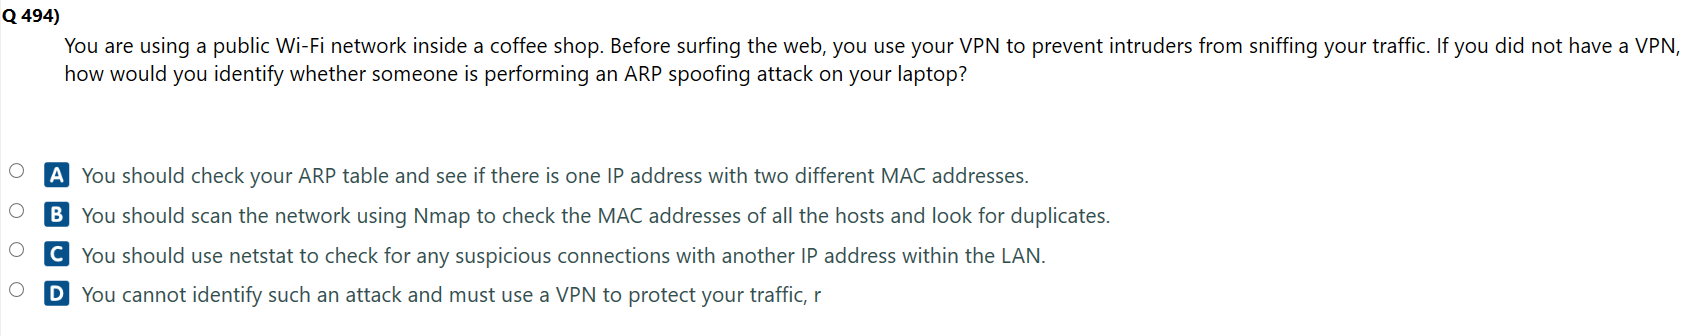 Q 494)
You are using a public Wi-Fi network inside a coffee shop. Before surfing the web, you use your VPN to prevent intruders from sniffing your traffic. If you did not have a VPN,
how would you identify whether someone is performing an ARP spoofing attack on your laptop?
A You should check your ARP table and see if there is one IP address with two different MAC addresses.
B You should scan the network using Nmap to check the MAC addresses of all the hosts and look for duplicates.
C You should use netstat to check for any suspicious connections with another IP address within the LAN.
D You cannot identify such an attack and must use a VPN to protect your traffic, r